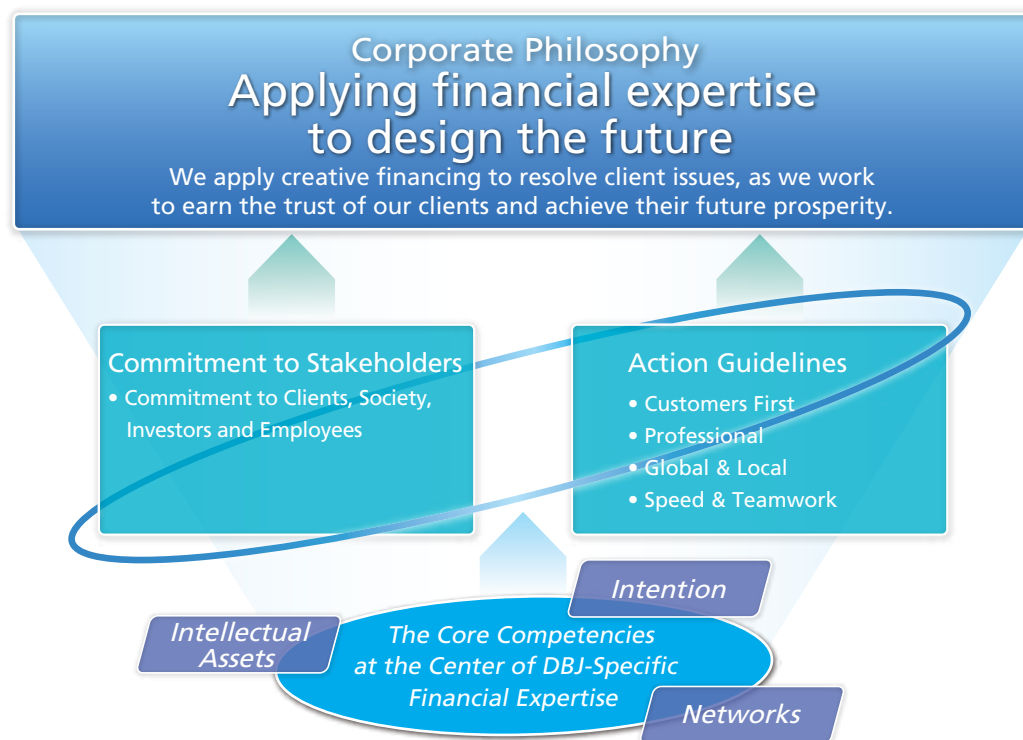 Corporate Philosophy
Applying financial expertise
to design the future
We apply creative financing to resolve client issues, as we work
to earn the trust of our clients and achieve their future prosperity.
Commitment to Stakeholders
• Commitment to Clients, Society,
Investors and Employees
Action Guidelines
• Customers First
• Professional
• Global & Local
• Speed & Teamwork
Intention
Intellectual
Assets
The Core Competencies
at the Center of DBJ-Specific
Financial Expertise
Networks